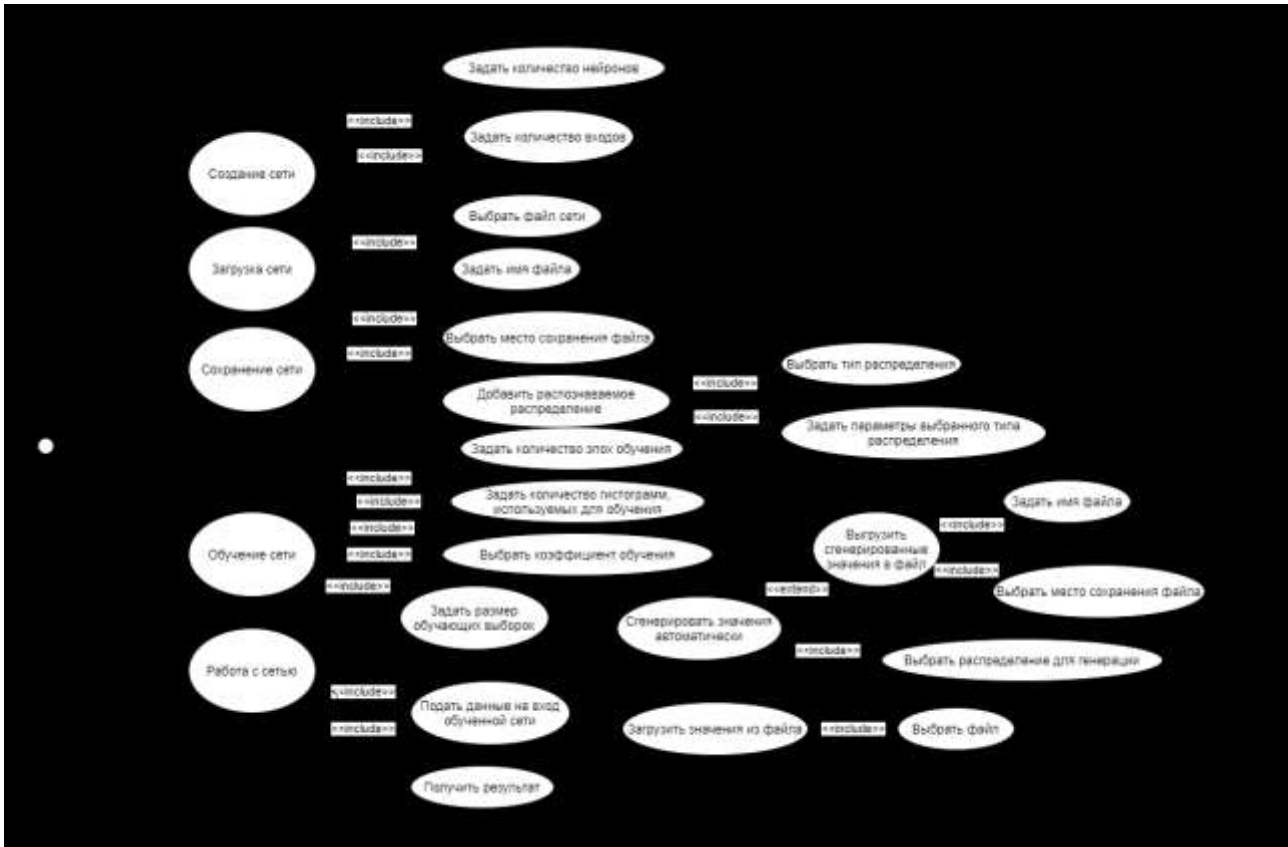 Задать количество нейронов
<<include>>
Задать количество входов
<<include>>
Создание сети
Выбрать файл сети
<<include>>
Загрузка сети
Задать имя файла
<<include>>
Выбрать место сохранения файла
<<include>>
Сохранение сети
Выбрать тип распределения
<<include>>
Добавить распознаваемое
распределение
<<include>>
Задать параметры выбранного типа
распределения
Задать количество эпох обучения
<<include>>
<<include>>
Задать количество гистограмм,
используемых для обучения
Задать имя файла
<<include>>
<<include>>
Выгрузить
сгенерированные
значения в файл
Обучение сети
<<include>>
Выбрать коэффициент обучения
<<include>>
<<include>>
<<extend>>
Выбрать место сохранения файла
Задать размер
обучающих выборок
Сгенерировать значения
автоматически
<<include>>
Выбрать распределение для генерации
Работа с сетью
<<include>>
Подать данные на вход
обученной сети
<<include>>
Загрузить значения из файла
<<include>>
Выбрать файл
Получить результат